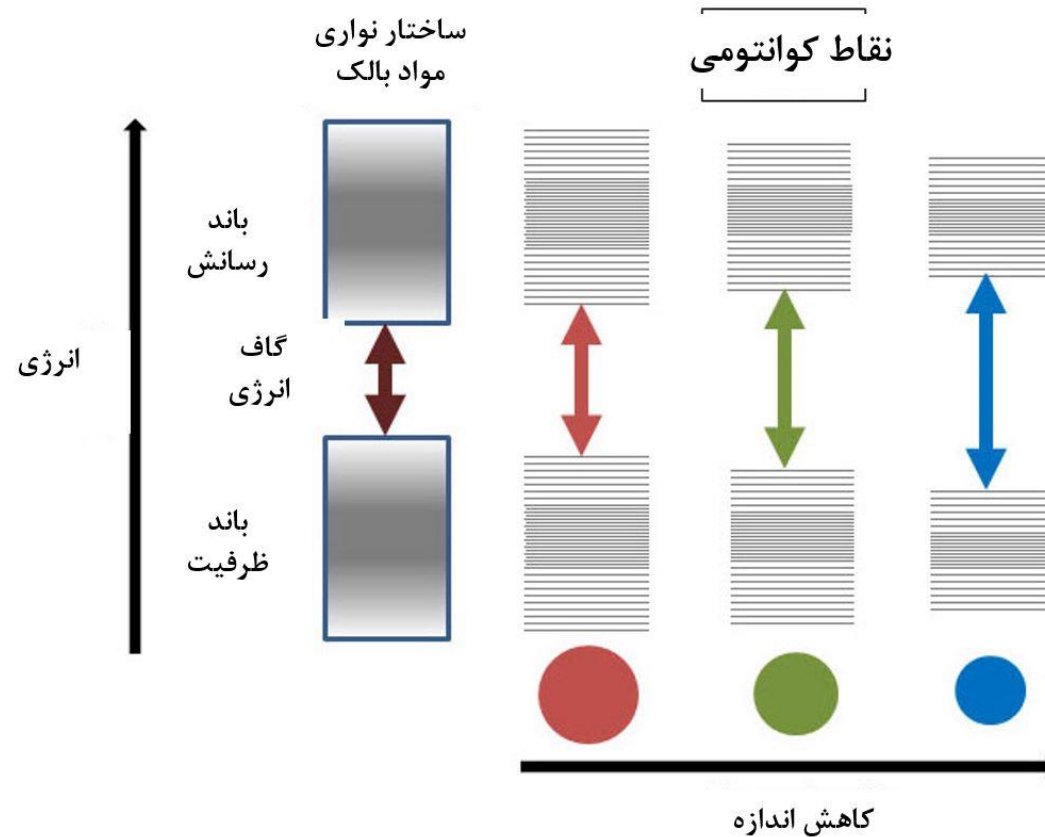 نقاط کوانتومی
ساختار نواری
مواد بالک
باند
رسانش
گاف
انرژی
انرژی
باند
ظرفیت
کاهش اندازه